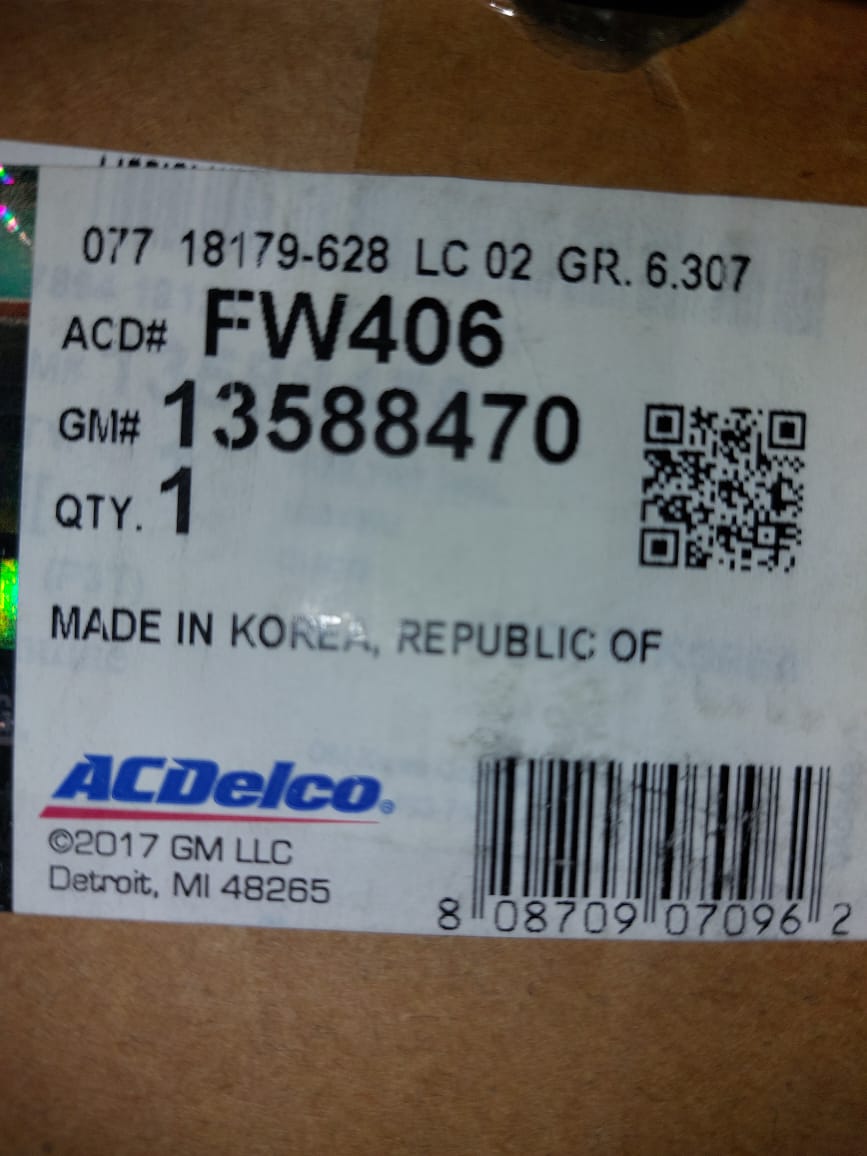 077 18179-628 LC 02 GR. 6.307
ACD# FW406
GM# 13588470
QTY. 1
MADE IN KOREA, REPUBLIC OF
ACDelco®
©2017 GM LLC
Detroit, MI 48265
8 08709 07096 2